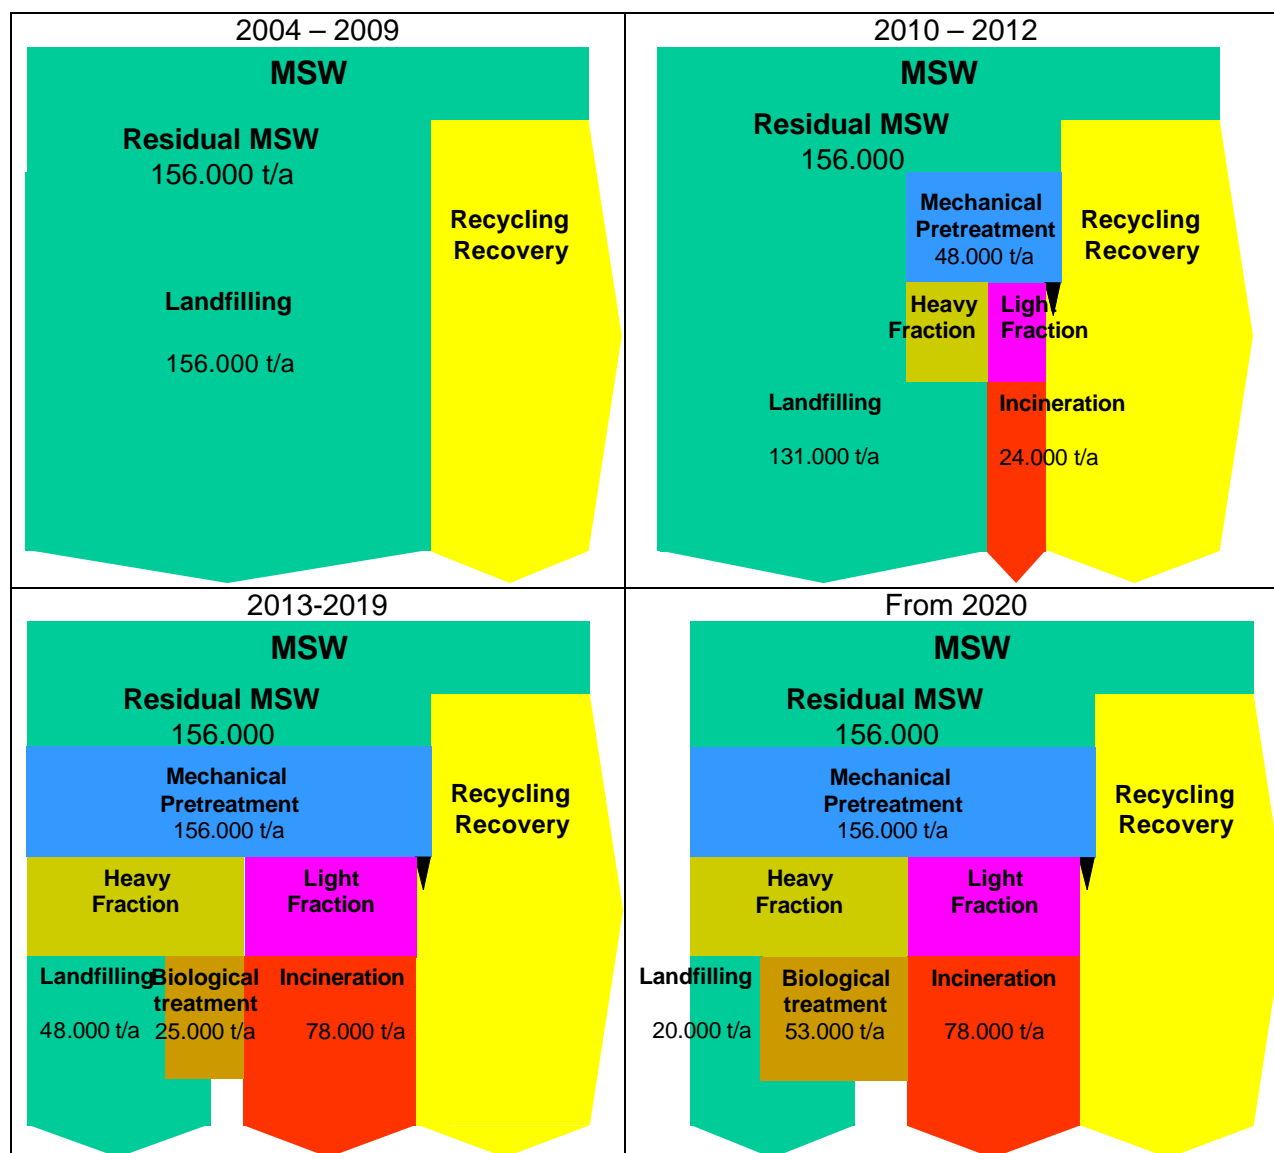 2004 – 2009
MSW
Residual MSW
156.000 t/a
Recycling
Recovery
Landfilling
156.000 t/a
2010 – 2012
MSW
Residual MSW
156.000
Mechanical
Pretreatment
48.000 t/a
Recycling
Recovery
Heavy
Fraction
Light
Fraction
Landfilling
131.000 t/a
Incineration
24.000 t/a
2013-2019
MSW
Residual MSW
156.000
Mechanical
Pretreatment
156.000 t/a
Recycling
Recovery
Heavy
Fraction
Light
Fraction
Landfilling
48.000 t/a
Biological
treatment
25.000 t/a
Incineration
78.000 t/a
From 2020
MSW
Residual MSW
156.000
Mechanical
Pretreatment
156.000 t/a
Recycling
Recovery
Heavy
Fraction
Light
Fraction
Landfilling
20.000 t/a
Biological
treatment
53.000 t/a
Incineration
78.000 t/a